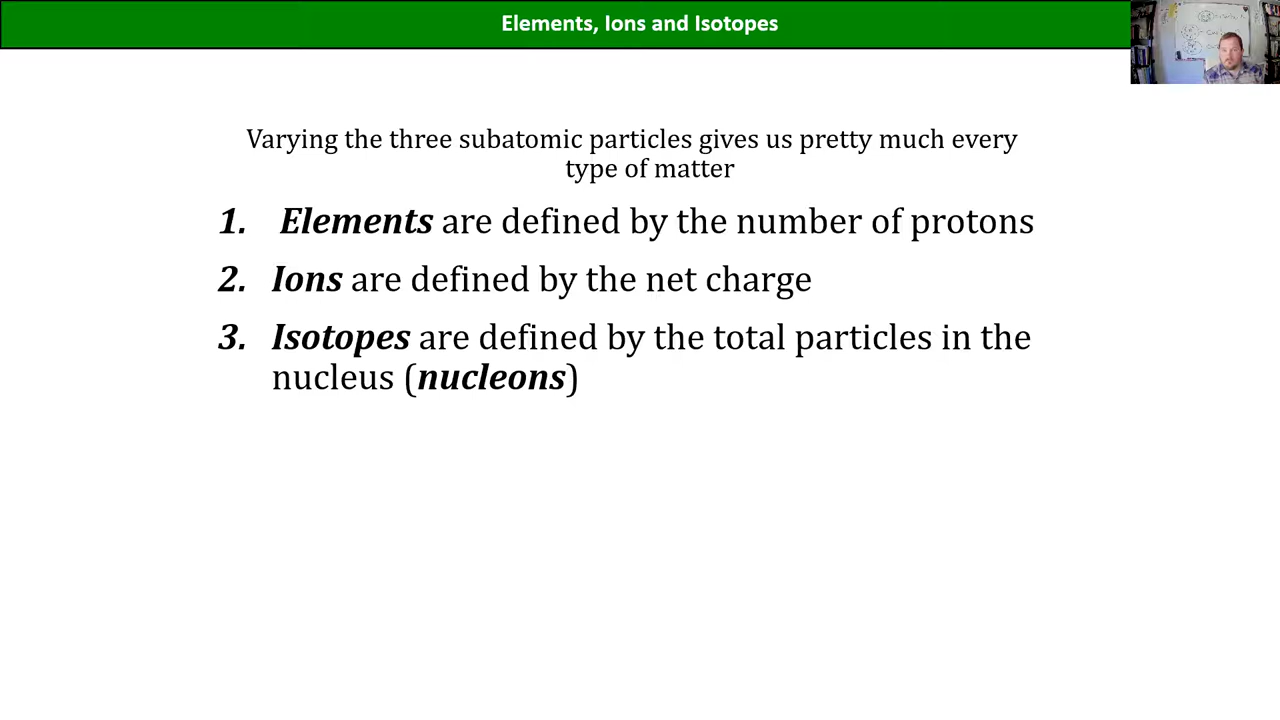 Elements, Ions and Isotopes
Varying the three subatomic particles gives us pretty much every
type of matter
1. Elements are defined by the number of protons
2. Ions are defined by the net charge
3. Isotopes are defined by the total particles in the
nucleus (nucleons)